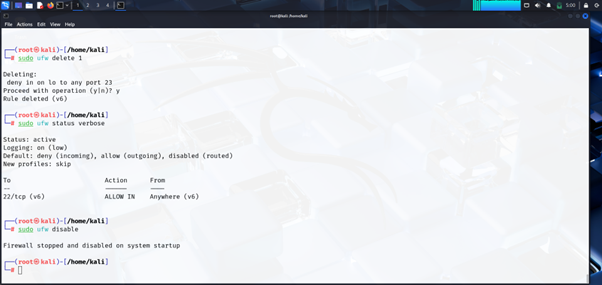 1 2 3 4
5:00
root@kali: /home/kali
File Actions Edit View Help
┌──(root㉿kali)-[/home/kali]
└─# sudo ufw delete 1
Deleting:
deny in on lo to any port 23
Proceed with operation (y|n)? y
Rule deleted (v6)
┌──(root㉿kali)-[/home/kali]
└─# sudo ufw status verbose
Status: active
Logging: on (low)
Default: deny (incoming), allow (outgoing), disabled (routed)
New profiles: skip
To Action From
-- ------ ----
22/tcp (v6) ALLOW IN Anywhere (v6)
┌──(root㉿kali)-[/home/kali]
└─# sudo ufw disable
Firewall stopped and disabled on system startup
┌──(root㉿kali)-[/home/kali]
└─#